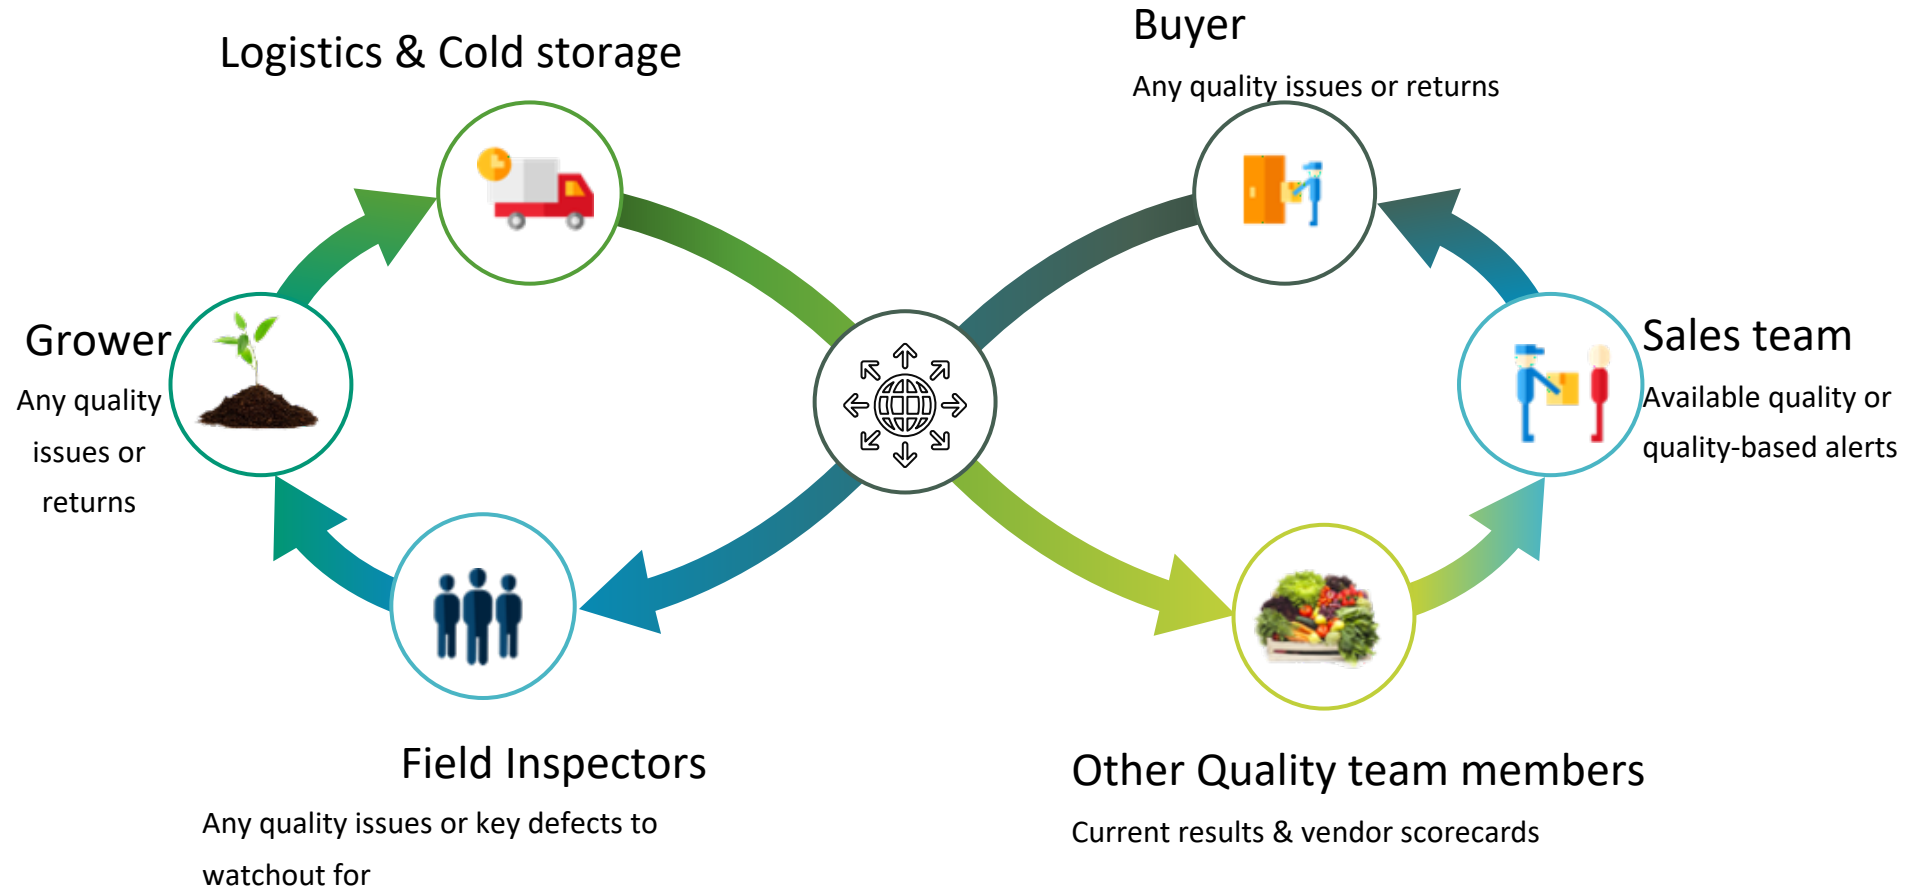 Logistics & Cold storage
Buyer
Any quality issues or returns
Grower
Any quality
issues or
returns
Sales team
Available quality or
quality-based alerts
Field Inspectors
Any quality issues or key defects to
watchout for
Other Quality team members
Current results & vendor scorecards